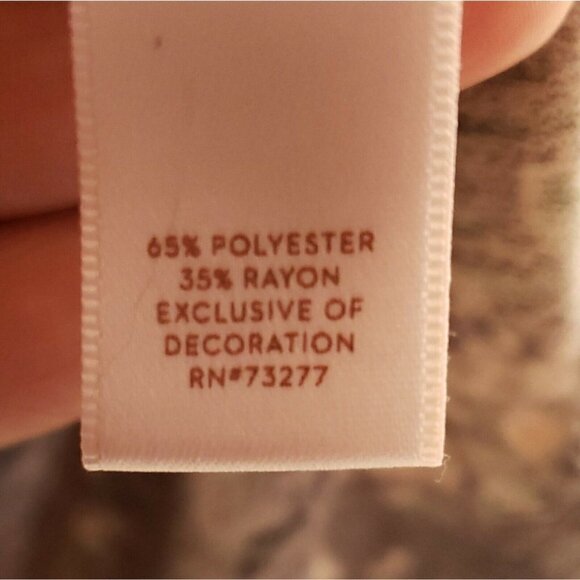 65% POLYESTER
35% RAYON
EXCLUSIVE OF
DECORATION
RN#73277